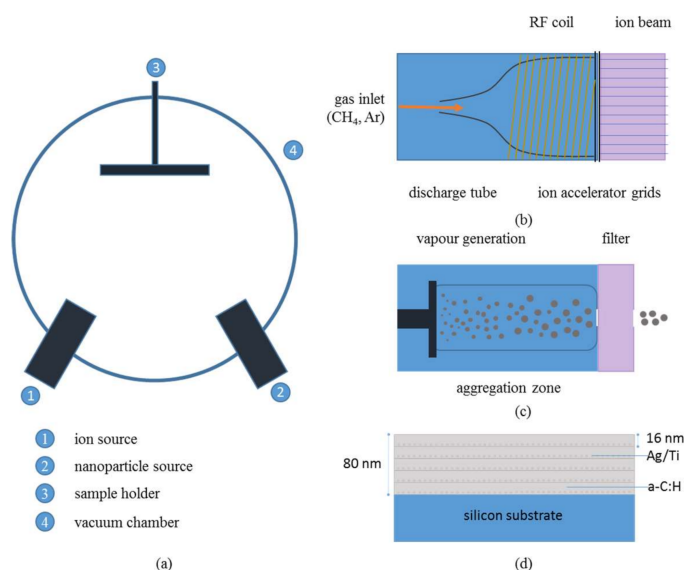 3
4
1
2
1 ion source
2 nanoparticle source
3 sample holder
4 vacuum chamber
(a)
RF coil
ion beam
gas inlet
(CH₄, Ar)
discharge tube
ion accelerator grids
(b)
vapour generation
filter
aggregation zone
(c)
16 nm
Ag/Ti
80 nm
a-C:H
silicon substrate
(d)